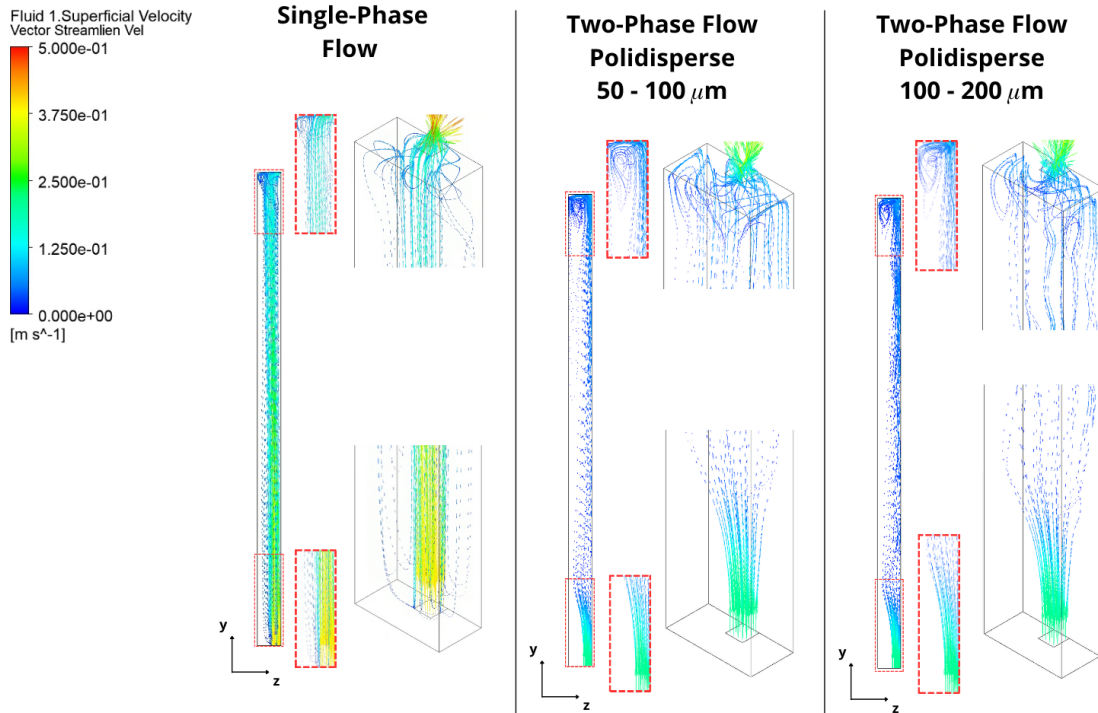 Fluid 1.Superficial Velocity
Vector Streamlien Vel
5.000e-01
3.750e-01
2.500e-01
1.250e-01
0.000e+00
[m s^-1]
Single-Phase
Flow
Two-Phase Flow
Polidisperse
50 - 100 μm
Two-Phase Flow
Polidisperse
100 - 200 μm
y
z
y
z
y
z